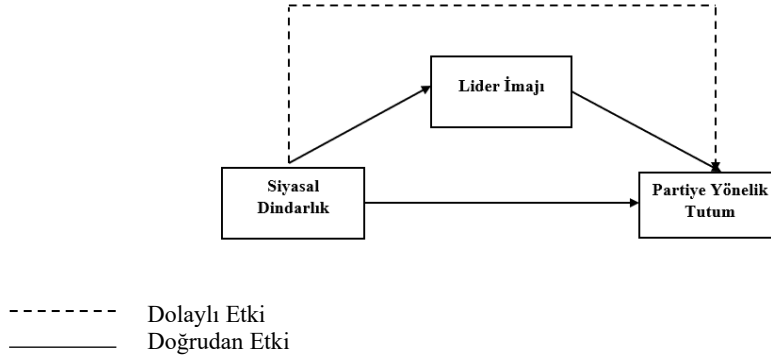 Lider İmajı
Siyasal
Dindarlık
Partiye Yönelik
Tutum
Dolaylı Etki
Doğrudan Etki